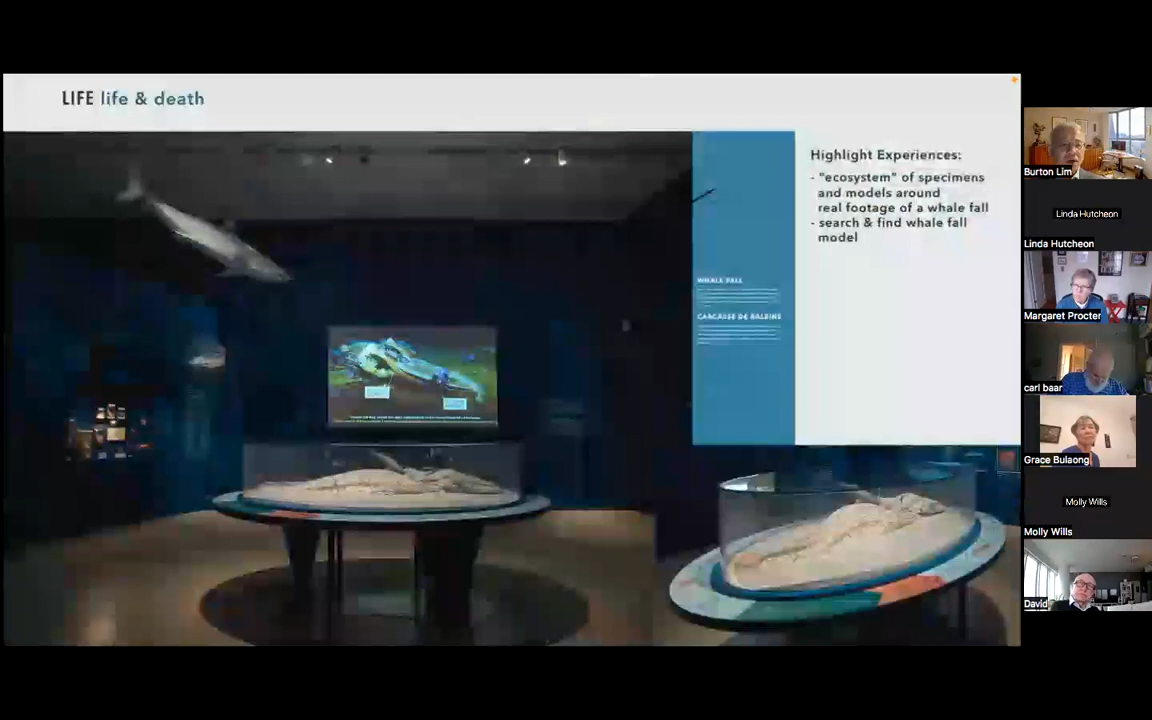 LIFE life & death
Highlight Experiences:
- "ecosystem" of specimens
and models around
real footage of a whale fall
- search & find whale fall
model
WHALE FALL
CARCASSE DE BALEINE
Burton Lim
Linda Hutcheon
Linda Hutcheon
Margaret Procter
carl baar
Grace Bulaong
Molly Wills
Molly Wills
David